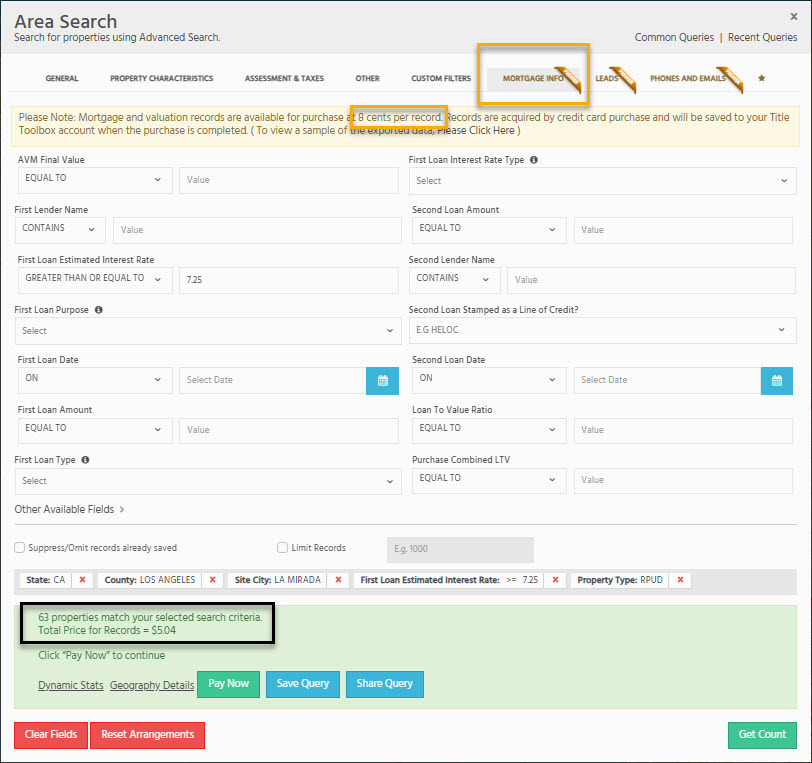 Area Search
×
Search for properties using Advanced Search.
Common Queries | Recent Queries
GENERAL PROPERTY CHARACTERISTICS ASSESSMENT & TAXES OTHER CUSTOM FILTERS MORTGAGE INFO LEADS PHONES AND EMAILS
Please Note: Mortgage and valuation records are available for purchase at 8 cents per record. Records are acquired by credit card purchase and will be saved to your Title
Toolbox account when the purchase is completed. ( To view a sample of the exported data, Please Click Here )
AVM Final Value
EQUAL TO Value
First Loan Interest Rate Type
Select
First Lender Name
CONTAINS Value
Second Loan Amount
EQUAL TO Value
First Loan Estimated Interest Rate
GREATER THAN OR EQUAL TO 7.25
Second Lender Name
CONTAINS Value
First Loan Purpose
Select
Second Loan Stamped as a Line of Credit?
E.G HELOC
First Loan Date
ON Select Date
Second Loan Date
ON Select Date
First Loan Amount
EQUAL TO Value
Loan To Value Ratio
EQUAL TO Value
First Loan Type
Select
Purchase Combined LTV
EQUAL TO Value
Other Available Fields >
Suppress/Omit records already saved
Limit Records
E.g. 1000
State: CA × County: LOS ANGELES × Site City: LA MIRADA × First Loan Estimated Interest Rate: >= 7.25 × Property Type: RPUD ×
63 properties match your selected search criteria.
Total Price for Records = $5.04
Click "Pay Now" to continue
Dynamic Stats Geography Details Pay Now Save Query Share Query
Clear Fields Reset Arrangements Get Count